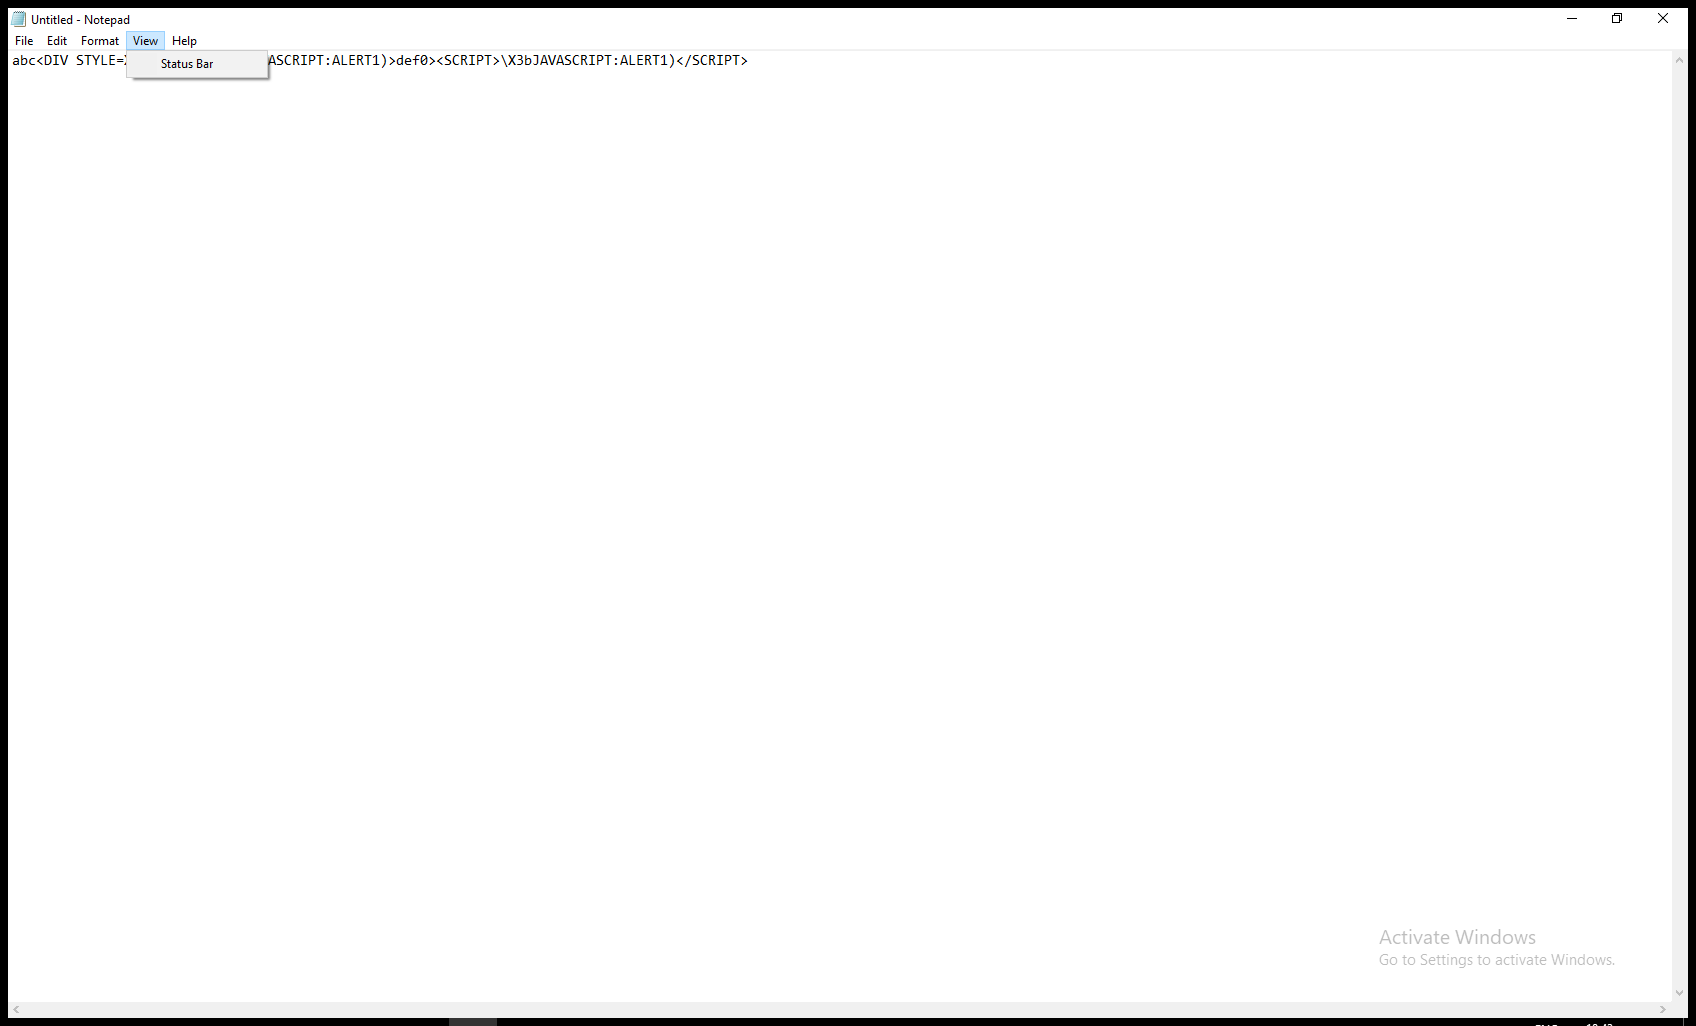 Untitled - Notepad
File Edit Format View Help
abc<DIV STYLE= ASCRIPT:ALERT1)>def0><SCRIPT>\X3bJAVASCRIPT:ALERT1)</SCRIPT>
Status Bar
Activate Windows
Go to Settings to activate Windows.